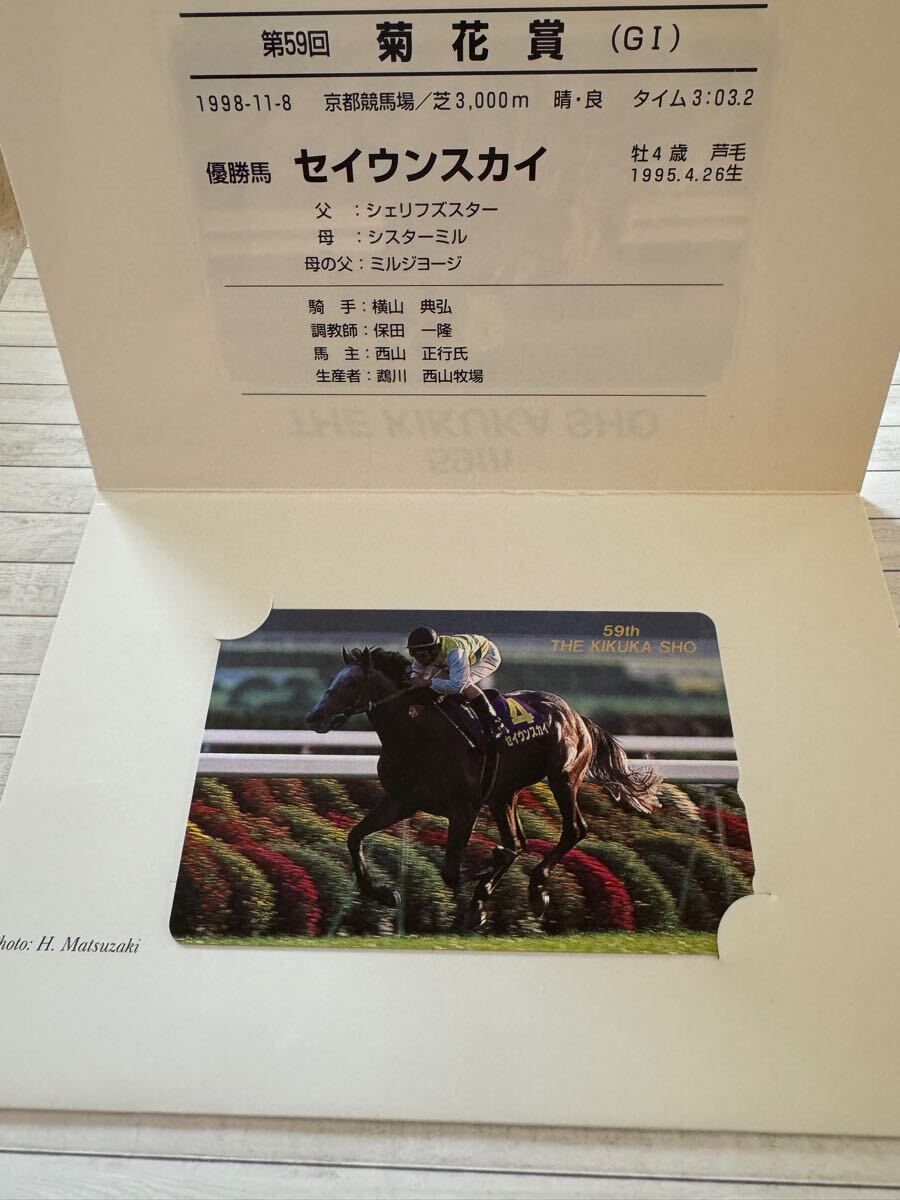 第59回 菊花賞 (GⅠ)
1998-11-8 京都競馬場／芝3,000m 晴・良 タイム3:03.2
優勝馬 セイウンスカイ 牡4歳 芦毛
1995.4.26生
父 ：シェリフズスター
母 ：シスターミル
母の父：ミルジョージ
騎 手：横山 典弘
調教師：保田 一隆
馬 主：西山 正行氏
生産者：鵡川 西山牧場
THE KIKUKA SHO
59th
59th
THE KIKUKA SHO
4
セイウンスカイ
hoto: H. Matsuzaki